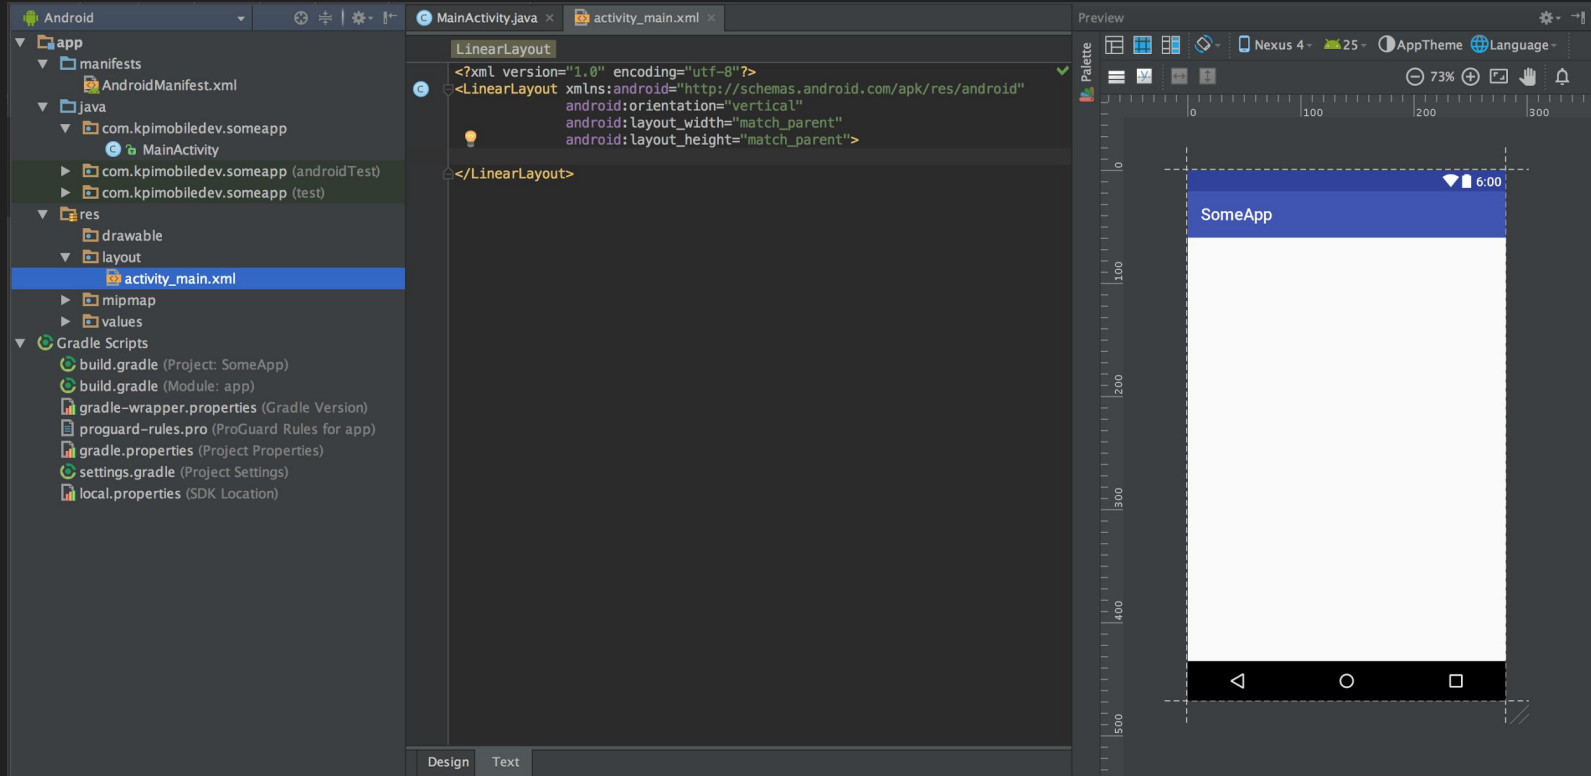 Android
app
manifests
AndroidManifest.xml
java
com.kpimobiledev.someapp
MainActivity
com.kpimobiledev.someapp (androidTest)
com.kpimobiledev.someapp (test)
res
drawable
layout
activity_main.xml
mipmap
values
Gradle Scripts
build.gradle (Project: SomeApp)
build.gradle (Module: app)
gradle-wrapper.properties (Gradle Version)
proguard-rules.pro (ProGuard Rules for app)
gradle.properties (Project Properties)
settings.gradle (Project Settings)
local.properties (SDK Location)
MainActivity.java
activity_main.xml
LinearLayout
<?xml version="1.0" encoding="utf-8"?>
<LinearLayout xmlns:android="http://schemas.android.com/apk/res/android"
android:orientation="vertical"
android:layout_width="match_parent"
android:layout_height="match_parent">
</LinearLayout>
Design Text
Preview
Palette
Nexus 4 25 AppTheme Language
73%
0 100 200 300
0
100
200
300
400
500
6:00
SomeApp